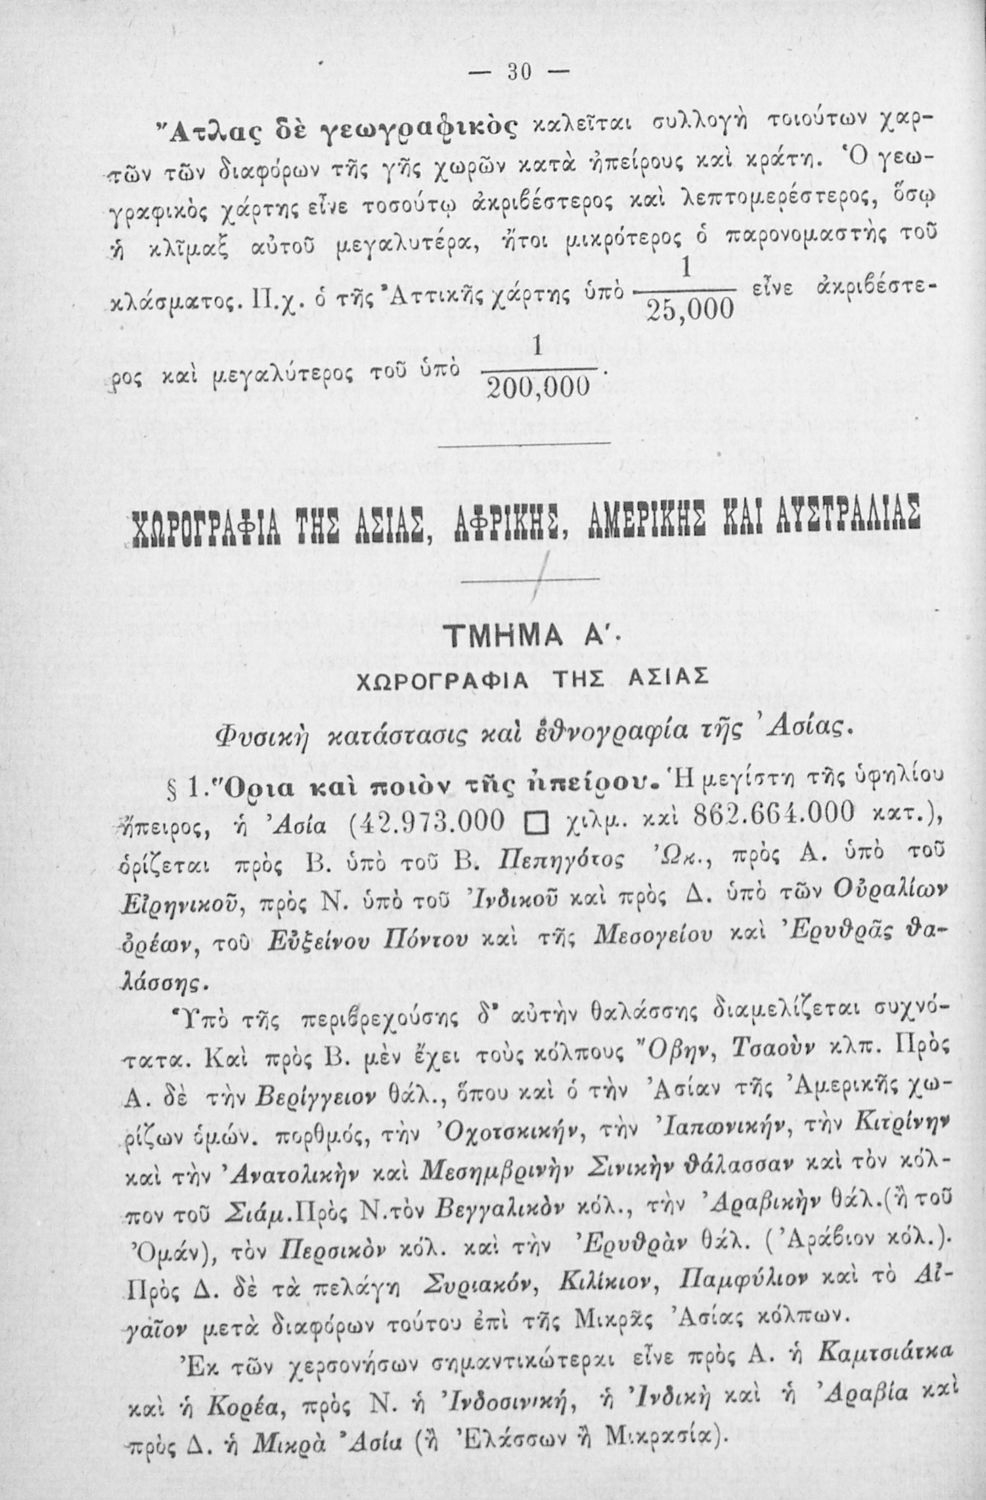 — 30 —
Ἄτλας δὲ γεωγραφικὸς καλεῖται συλλογὴ τοιούτων χαρ-
τῶν τῶν διαφόρων τῆς γῆς χωρῶν κατὰ ἠπείρους καὶ κράτη. Ὁ γεω-
γραφικὸς χάρτης εἶνε τοσούτῳ ἀκριβέστερος καὶ λεπτομερέστερος, ὅσῳ
ἡ κλῖμαξ αὐτοῦ μεγαλυτέρα, ἤτοι μικρότερος ὁ παρονομαστὴς τοῦ
κλάσματος. Π.χ. ὁ τῆς Ἀττικῆς χάρτης ὑπὸ 1/25,000 εἶνε ἀκριβέστε-
ρος καὶ μεγαλύτερος τοῦ ὑπὸ 1/200,000.
ΧΩΡΟΓΡΑΦΙΑ ΤΗΣ ΑΣΙΑΣ, ΑΦΡΙΚΗΣ, ΑΜΕΡΙΚΗΣ ΚΑΙ ΑΥΣΤΡΑΛΙΑΣ
ΤΜΗΜΑ Α'.
ΧΩΡΟΓΡΑΦΙΑ ΤΗΣ ΑΣΙΑΣ
Φυσικὴ κατάστασις καὶ ἐθνογραφία τῆς Ἀσίας.
§ 1. Ὅρια καὶ ποιὸν τῆς ἠπείρου. Ἡ μεγίστη τῆς ὑφηλίου
ἤπειρος, ἡ Ἀσία (42.973.000 □ χιλμ. καὶ 862.664.000 κατ.),
ὁρίζεται πρὸς Β. ὑπὸ τοῦ Β. Πεπηγότος Ὠκ., πρὸς Α. ὑπὸ τοῦ
Εἰρηνικοῦ, πρὸς Ν. ὑπὸ τοῦ Ἰνδικοῦ καὶ πρὸς Δ. ὑπὸ τῶν Οὐραλίων
ὀρέων, τοῦ Εὐξείνου Πόντου καὶ τῆς Μεσογείου καὶ Ἐρυθρᾶς θα-
λάσσης.
Ὑπὸ τῆς περιβρεχούσης δ' αὐτὴν θαλάσσης διαμελίζεται συχνό-
τατα. Καὶ πρὸς Β. μὲν ἔχει τοὺς κόλπους Ὄβην, Τσαοὺν κλπ. Πρὸς
Α. δὲ τὴν Βερίγγειον θάλ., ὅπου καὶ ὁ τὴν Ἀσίαν τῆς Ἀμερικῆς χω-
ρίζων ὁμών. πορθμός, τὴν Ὀχοτσκικήν, τὴν Ἰαπωνικήν, τὴν Κιτρίνην
καὶ τὴν Ἀνατολικὴν καὶ Μεσημβρινὴν Σινικὴν θάλασσαν καὶ τὸν κόλ-
πον τοῦ Σιάμ. Πρὸς Ν. τὸν Βεγγαλικὸν κόλ., τὴν Ἀραβικὴν θάλ. (ἢ τοῦ
Ὀμάν), τὸν Περσικὸν κόλ. καὶ τὴν Ἐρυθρὰν θάλ. (Ἀράβιον κόλ.).
Πρὸς Δ. δὲ τὰ πελάγη Συριακόν, Κιλίκιον, Παμφύλιον καὶ τὸ Αἰ-
γαῖον μετὰ διαφόρων τούτου ἐπὶ τῆς Μικρᾶς Ἀσίας κόλπων.
Ἐκ τῶν χερσονήσων σημαντικώτεραι εἶνε πρὸς Α. ἡ Καμτσιάτκα
καὶ ἡ Κορέα, πρὸς Ν. ἡ Ἰνδοσινική, ἡ Ἰνδικὴ καὶ ἡ Ἀραβία καὶ
πρὸς Δ. ἡ Μικρὰ Ἀσία (ἢ Ἐλάσσων ἢ Μικρασία).